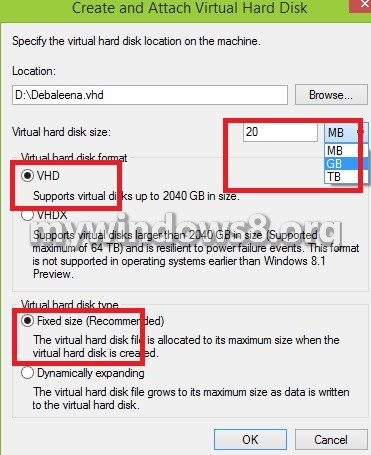 Create and Attach Virtual Hard Disk
Specify the virtual hard disk location on the machine.
Location:
D:\Debaleena.vhd
Browse...
Virtual hard disk size:
20
MB
MB
GB
TB
Virtual hard disk format
VHD
Supports virtual disks up to 2040 GB in size.
VHDX
mywindows8.org
Supports virtual disks larger than 2040 GB in size (Supported
maximum of 64 TB) and is resilient to power failure events. This format
is not supported in operating systems earlier than Windows 8.1
Preview.
Virtual hard disk type
Fixed size (Recommended)
The virtual hard disk file is allocated to its maximum size when the
virtual hard disk is created.
Dynamically expanding
The virtual hard disk file grows to its maximum size as data is written
to the virtual hard disk.
OK
Cancel